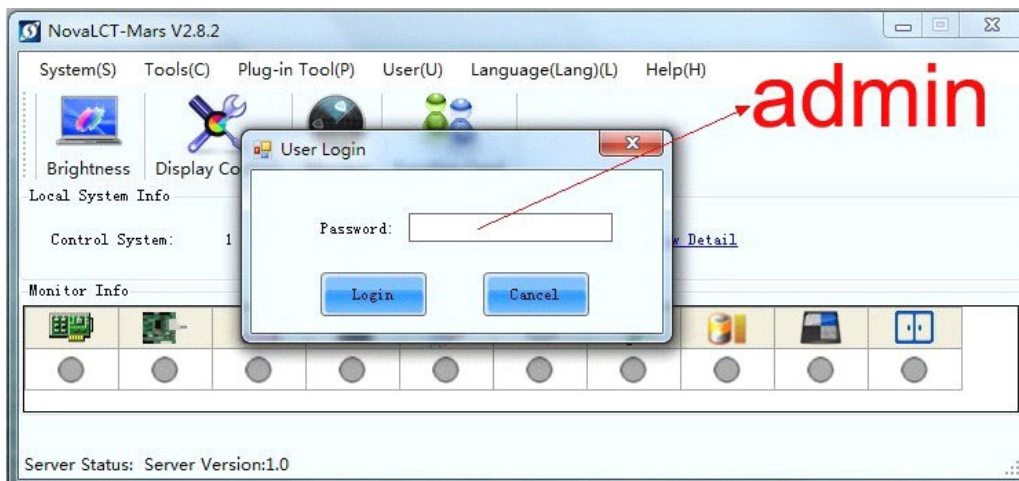 NovaLCT-Mars V2.8.2
System(S) Tools(C) Plug-in Tool(P) User(U) Language(Lang)(L) Help(H)
admin
User Login
Brightness Display Co
Local System Info
Password:
Control System: 1 w Detail
Login Cancel
Monitor Info
Server Status: Server Version:1.0